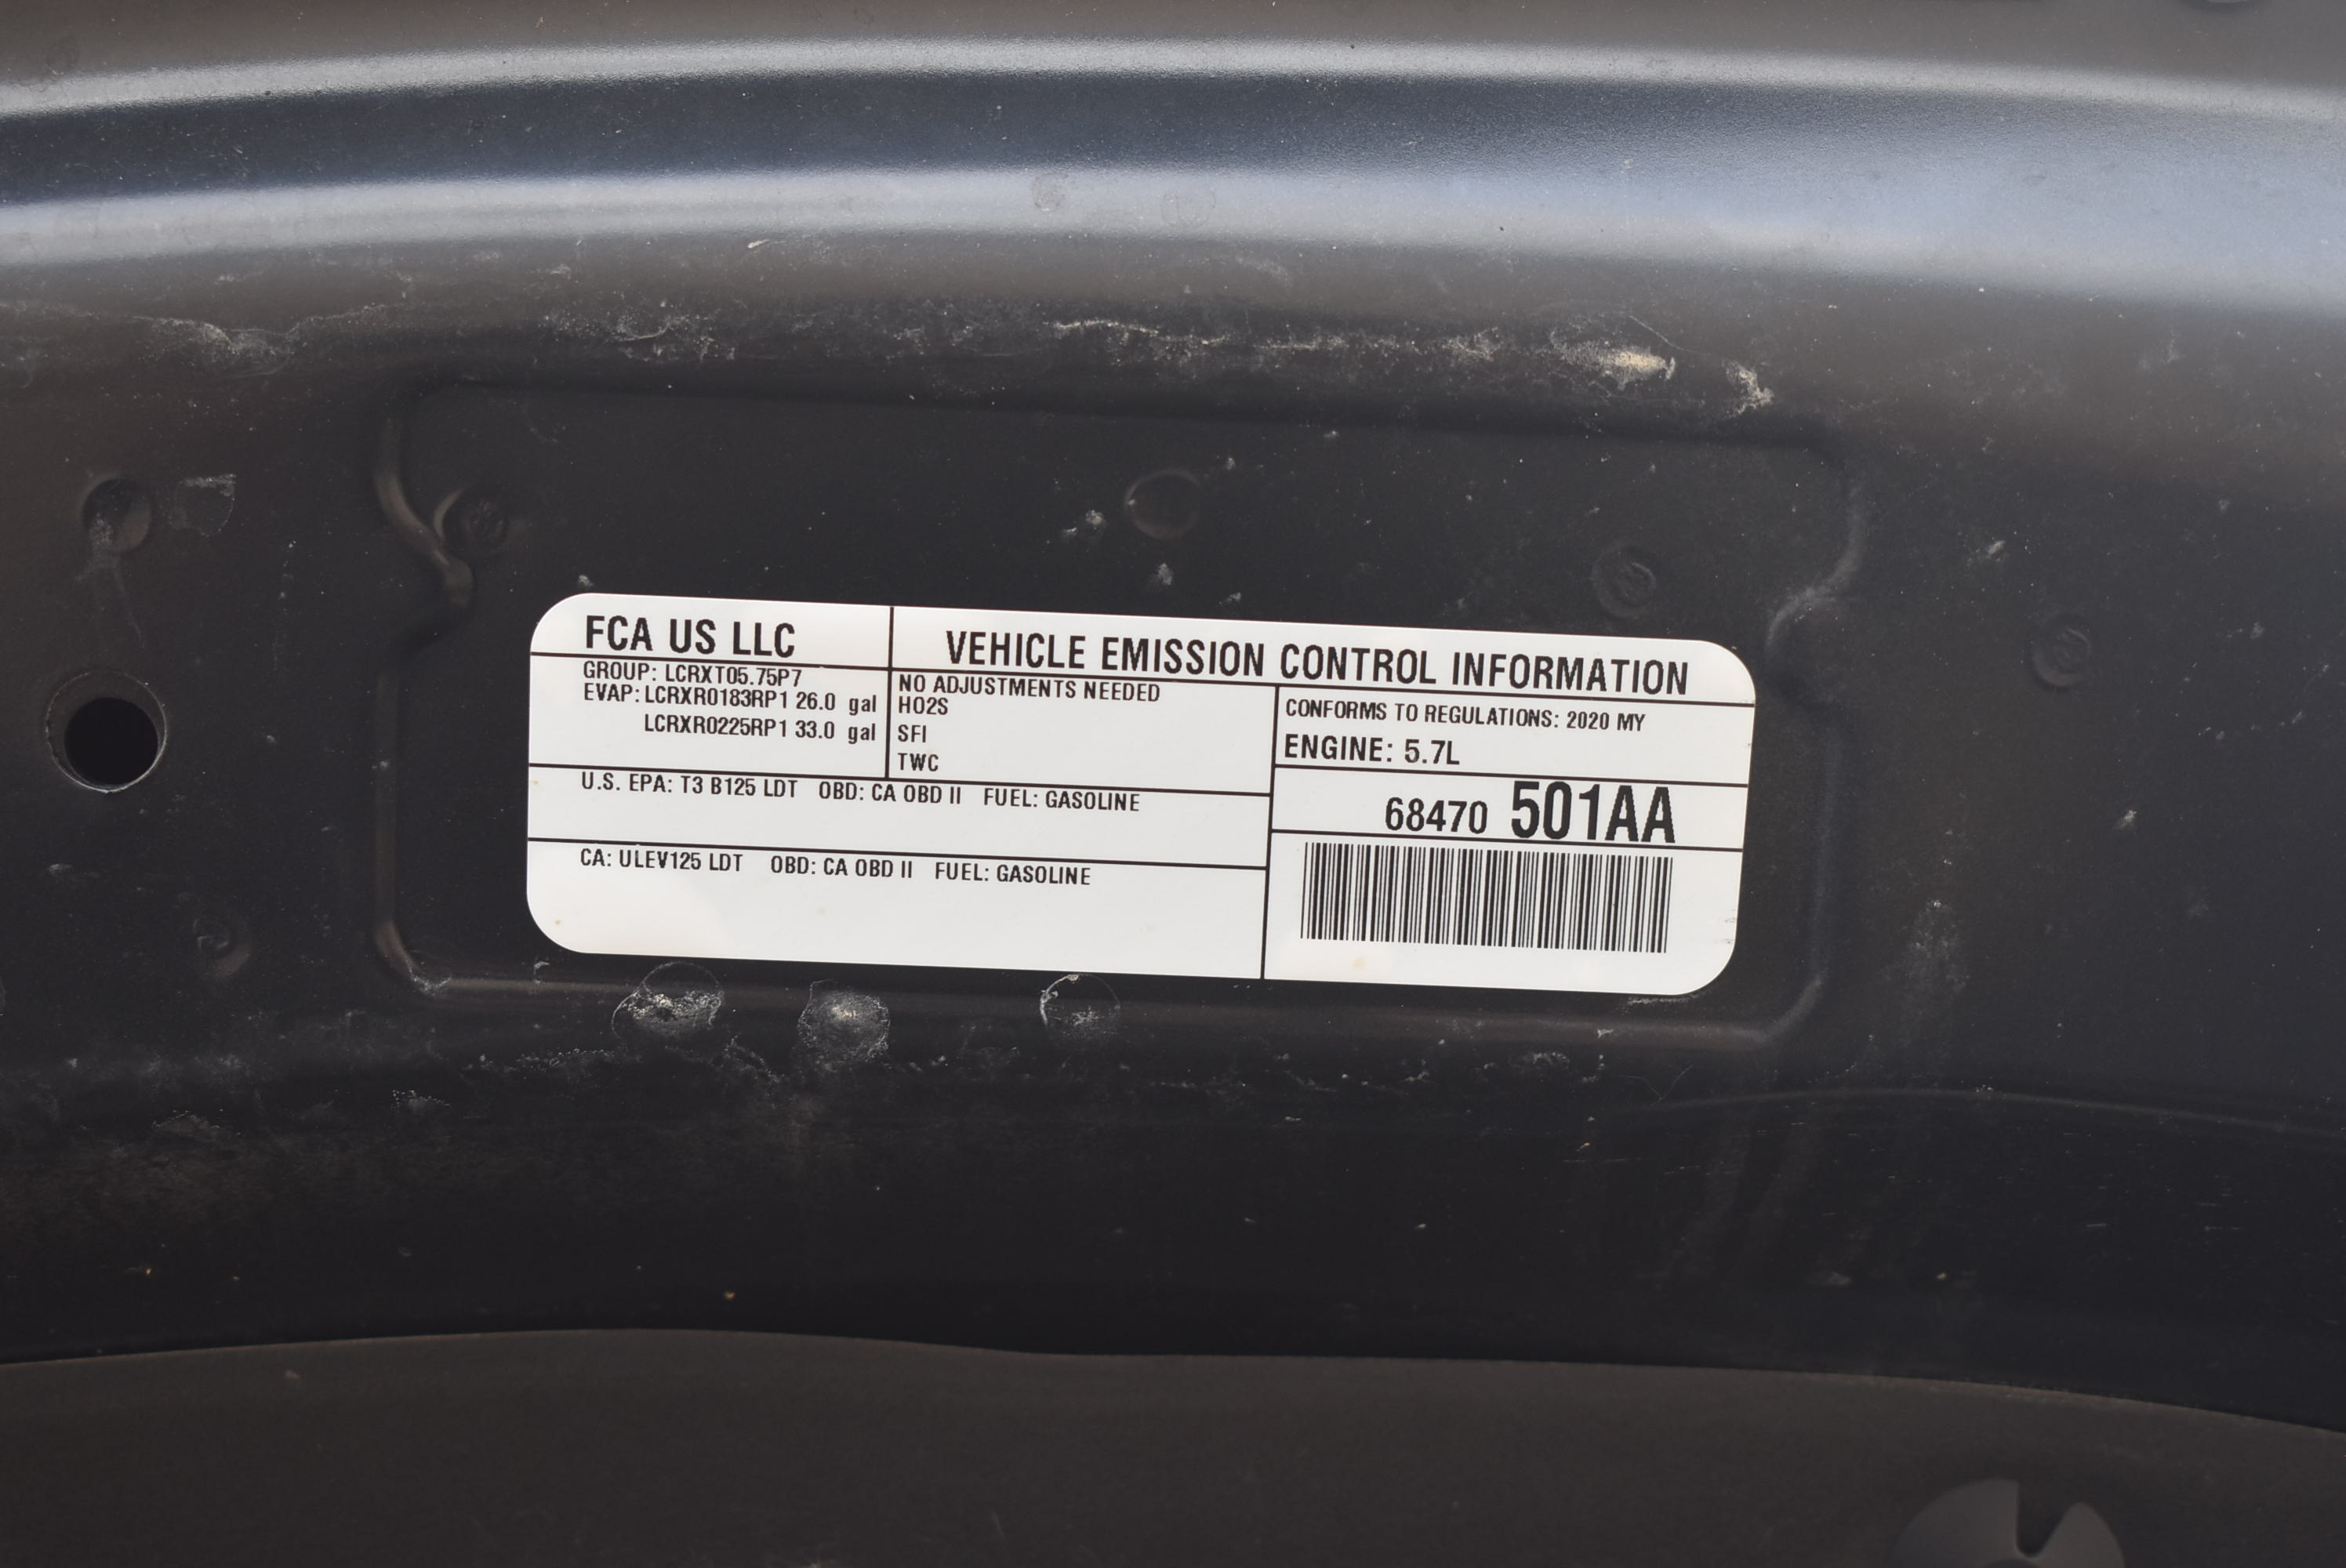 FCA US LLC
VEHICLE EMISSION CONTROL INFORMATION
GROUP: LCRXT05.75P7
EVAP: LCRXR0183RP1 26.0 gal
LCRXR0225RP1 33.0 gal
NO ADJUSTMENTS NEEDED
HO2S
SFI
TWC
CONFORMS TO REGULATIONS: 2020 MY
ENGINE: 5.7L
U.S. EPA: T3 B125 LDT OBD: CA OBD II FUEL: GASOLINE
68470 501AA
CA: ULEV125 LDT OBD: CA OBD II FUEL: GASOLINE